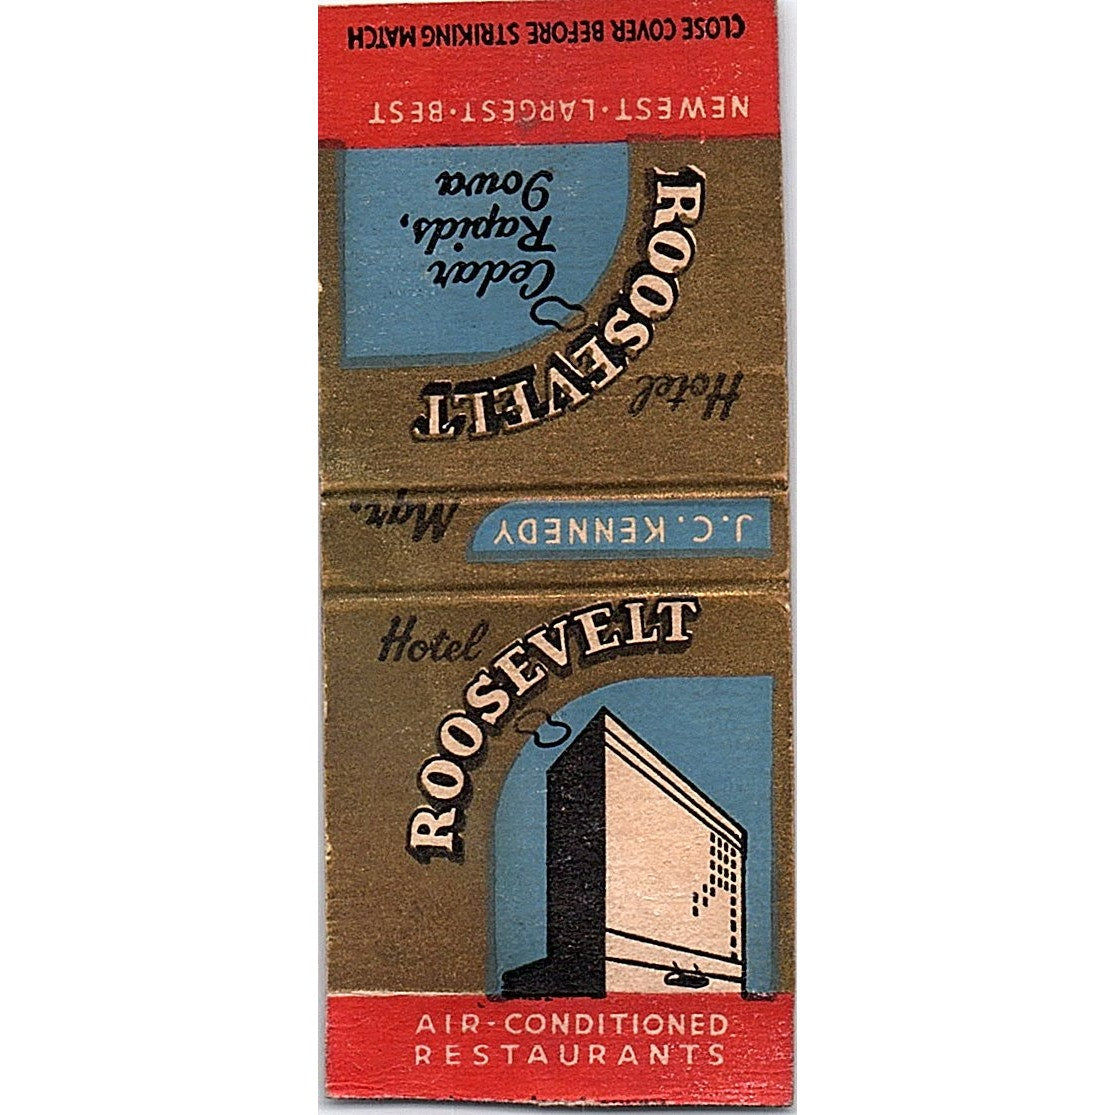 CLOSE COVER BEFORE STRIKING MATCH
NEWEST·LARGEST·BEST
Cedar
Rapids,
Iowa
Hotel
ROOSEVELT
J.C. KENNEDY Mgr.
Hotel
ROOSEVELT
AIR-CONDITIONED
RESTAURANTS